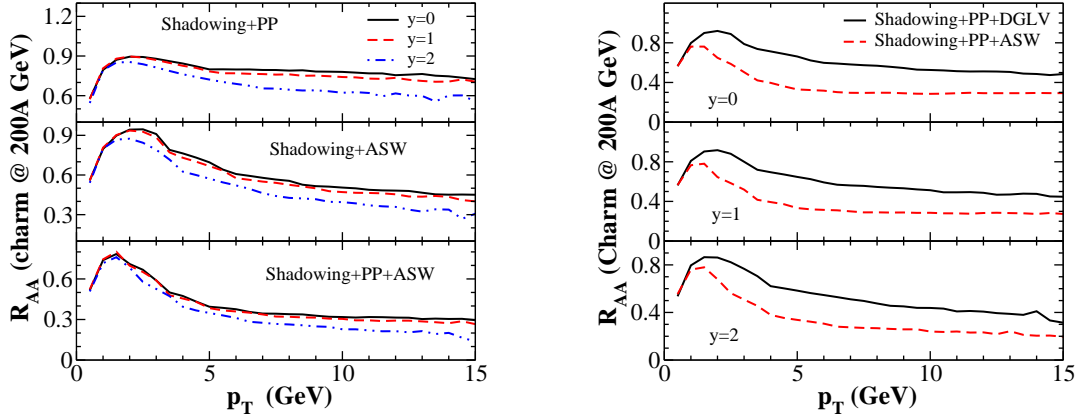 R_AA (charm @ 200A GeV)
1.2
0.9
0.6
Shadowing+PP
y=0
y=1
y=2
0.9
0.6
0.3
Shadowing+ASW
0.6
0.3
0
Shadowing+PP+ASW
0 5 10 15
p_T (GeV)
R_AA (Charm @ 200A GeV)
1.2
0.8
0.4
0
Shadowing+PP+DGLV
Shadowing+PP+ASW
y=0
0.8
0.4
0
y=1
0.8
0.4
0
y=2
0 5 10 15
p_T (GeV)